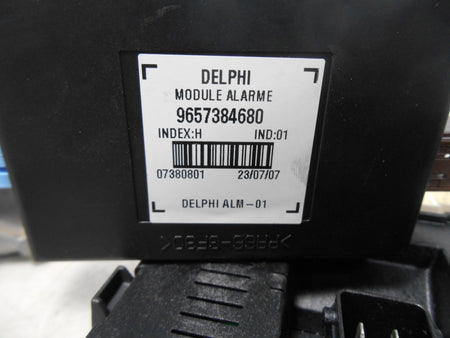 DELPHI
MODULE ALARME
9657384680
INDEX:H IND:01
07380801 23/07/07
DELPHI ALM-01